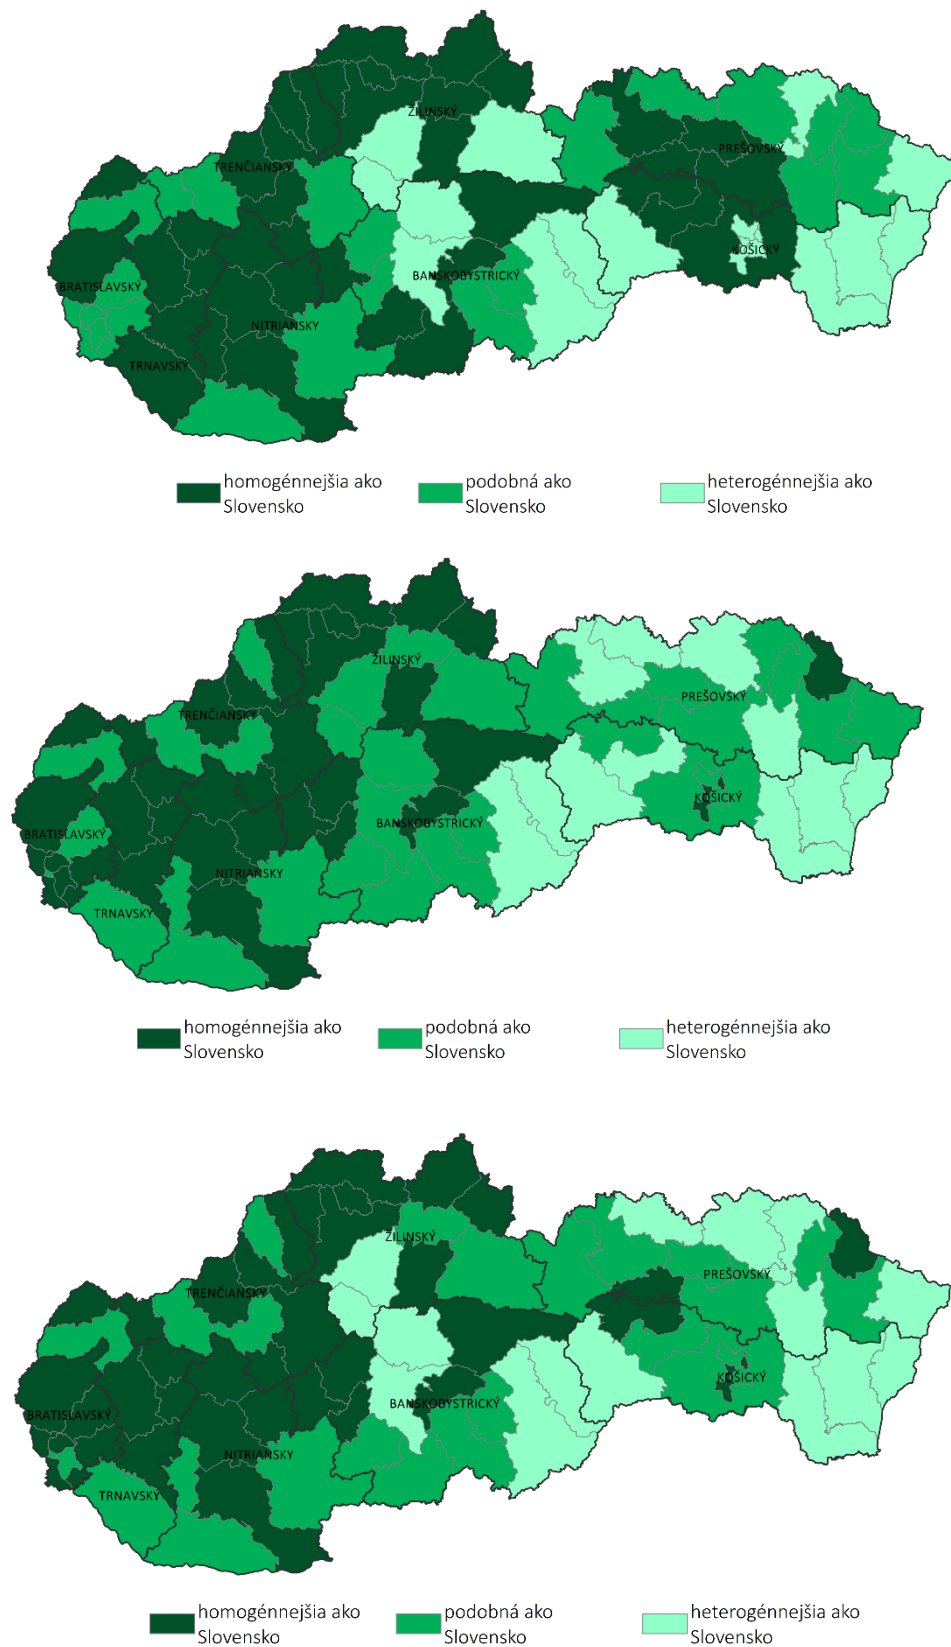 ŽILINSKÝ
PREŠOVSKÝ
TRENČIANSKY
KOŠICKÝ
BANSKOBYSTRICKÝ
BRATISLAVSKÝ
NITRIANSKY
TRNAVSKÝ
homogénnejšia ako
Slovensko
podobná ako
Slovensko
heterogénnejšia ako
Slovensko
ŽILINSKÝ
PREŠOVSKÝ
TRENČIANSKY
KOŠICKÝ
BANSKOBYSTRICKÝ
BRATISLAVSKÝ
NITRIANSKY
TRNAVSKÝ
homogénnejšia ako
Slovensko
podobná ako
Slovensko
heterogénnejšia ako
Slovensko
ŽILINSKÝ
PREŠOVSKÝ
TRENČIANSKY
KOŠICKÝ
BANSKOBYSTRICKÝ
BRATISLAVSKÝ
NITRIANSKY
TRNAVSKÝ
homogénnejšia ako
Slovensko
podobná ako
Slovensko
heterogénnejšia ako
Slovensko